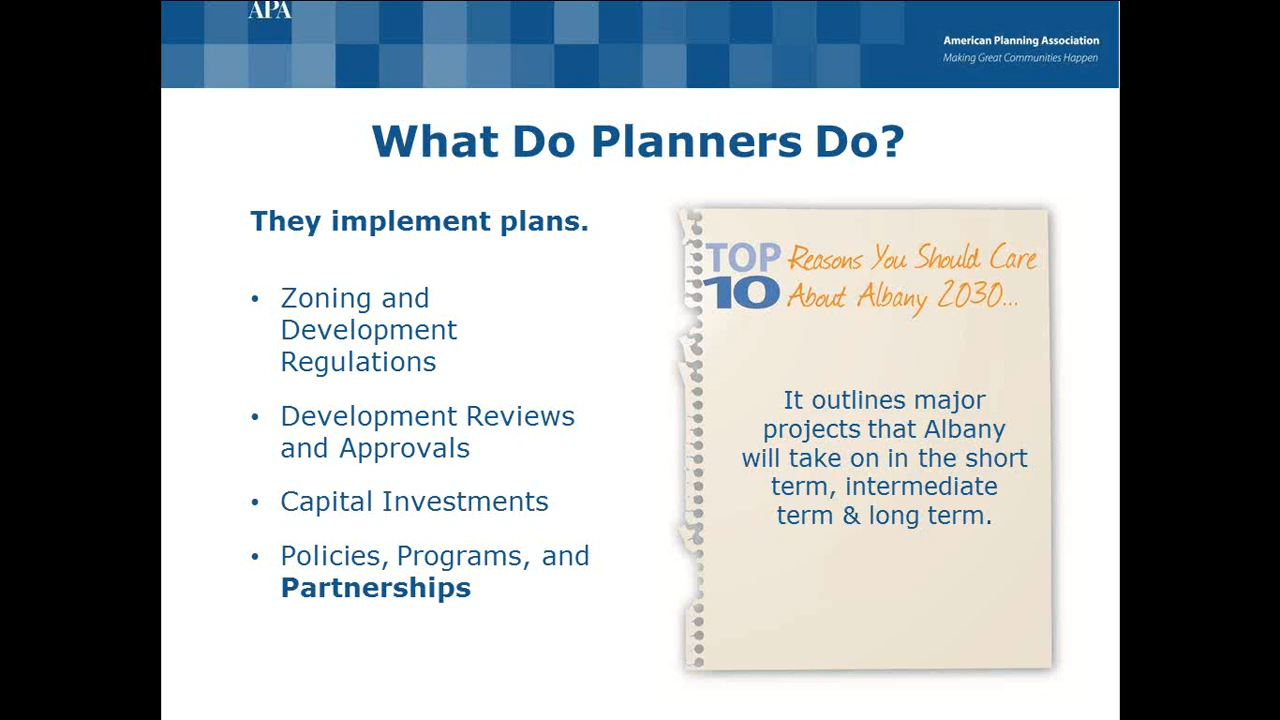 APA
American Planning Association
Making Great Communities Happen
What Do Planners Do?
They implement plans.
• Zoning and
Development
Regulations
• Development Reviews
and Approvals
• Capital Investments
• Policies, Programs, and
Partnerships
TOP 10 Reasons You Should Care
About Albany 2030...
It outlines major
projects that Albany
will take on in the short
term, intermediate
term & long term.